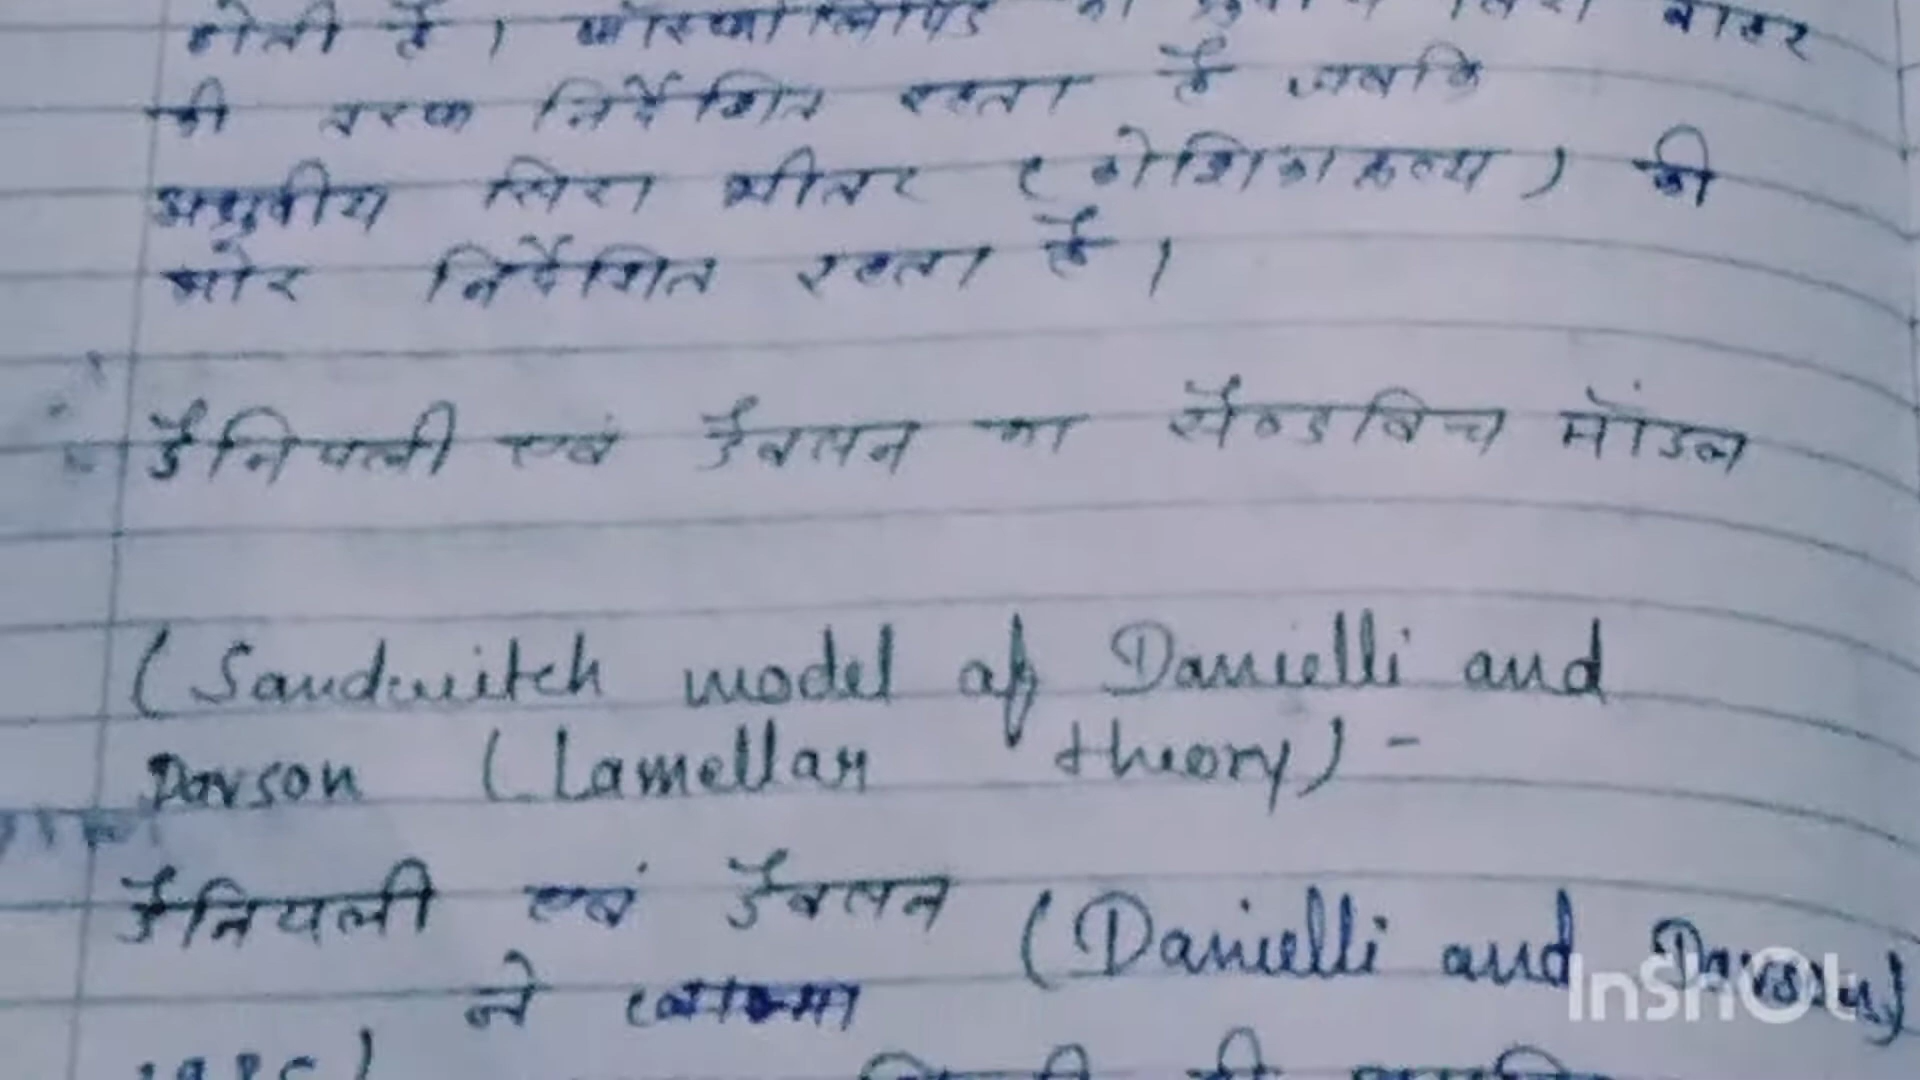 होती है। फॉस्फोलिपिड का ध्रुवीय सिरा बाहर
की तरफ निर्देशित रहता है जबकि
अध्रुवीय सिरा भीतर (कोशिका द्रव्य) की
ओर निर्देशित रहता है।
डैनियली एवं डैवसन का सैण्डविच मॉडल
(Sandwitch model of Danielli and
Davson (Lamellar theory) -
डैनियली एवं डैवसन (Danielli and Davson)
ने
InShOt